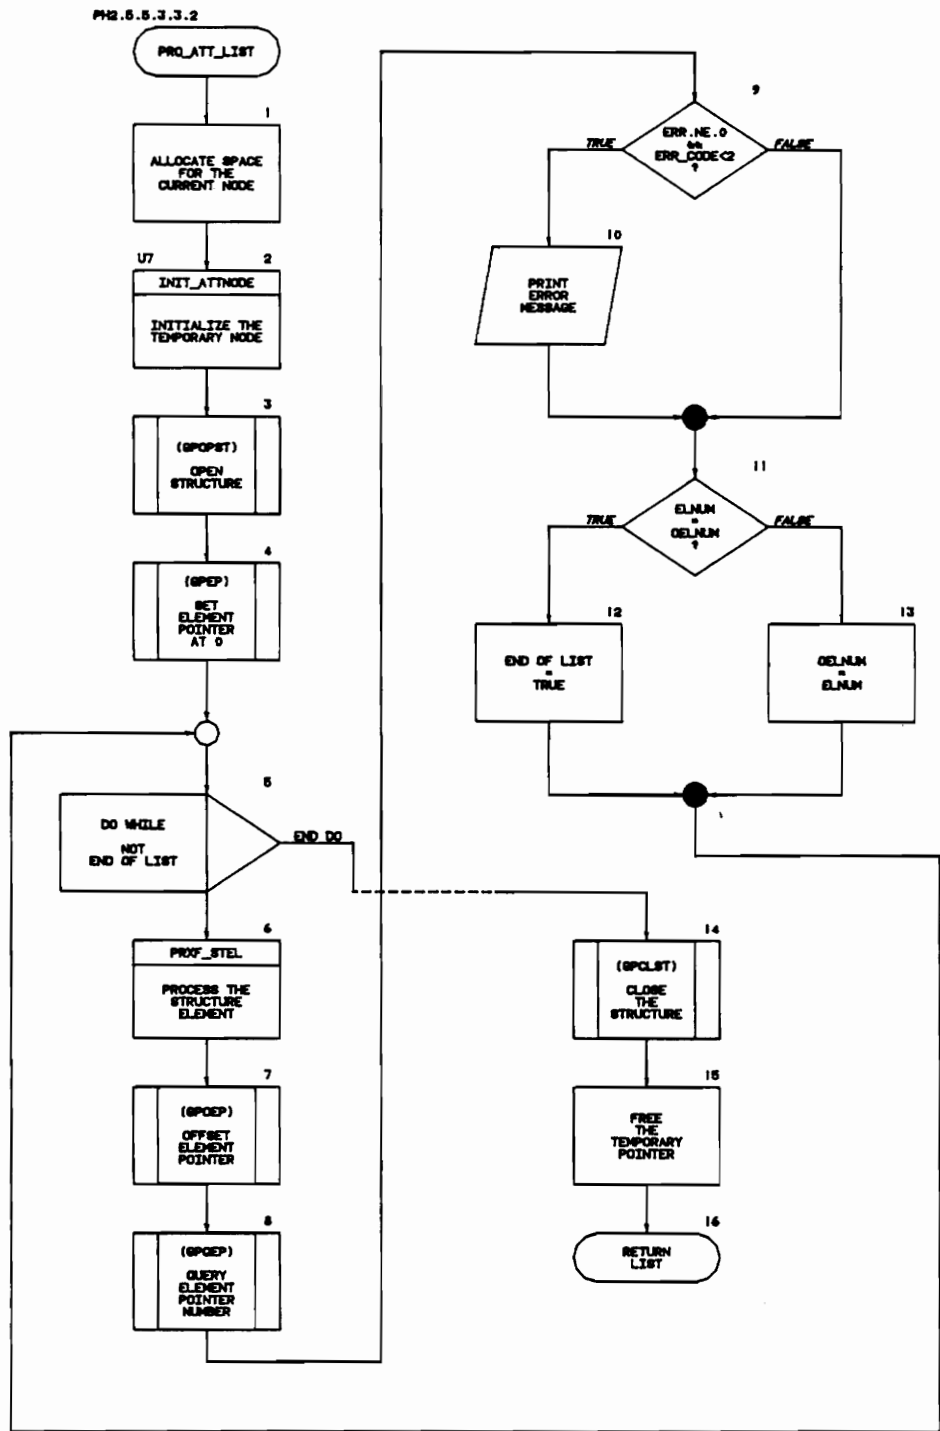 PH2.5.5.3.3.2
PRO_ATT_LIST
1
ALLOCATE SPACE
FOR THE
CURRENT NODE
U7
2
INIT_ATTNODE
INITIALIZE THE
TEMPORARY NODE
3
(GPOPST)
OPEN
STRUCTURE
4
(GPEP)
SET
ELEMENT
POINTER
AT 0
5
DO WHILE
NOT
END OF LIST
END DO
6
PRXF_STEL
PROCESS THE
STRUCTURE
ELEMENT
7
(GPOEP)
OFFSET
ELEMENT
POINTER
8
(GPQEP)
QUERY
ELEMENT
POINTER
NUMBER
9
ERR.NE.0
&&
ERR_CODE<2
?
TRUE
FALSE
10
PRINT
ERROR
MESSAGE
11
ELNUM
=
OELNUM
?
TRUE
FALSE
12
END OF LIST
=
TRUE
13
OELNUM
=
ELNUM
14
(GPCLST)
CLOSE
THE
STRUCTURE
15
FREE
THE
TEMPORARY
POINTER
16
RETURN
LIST